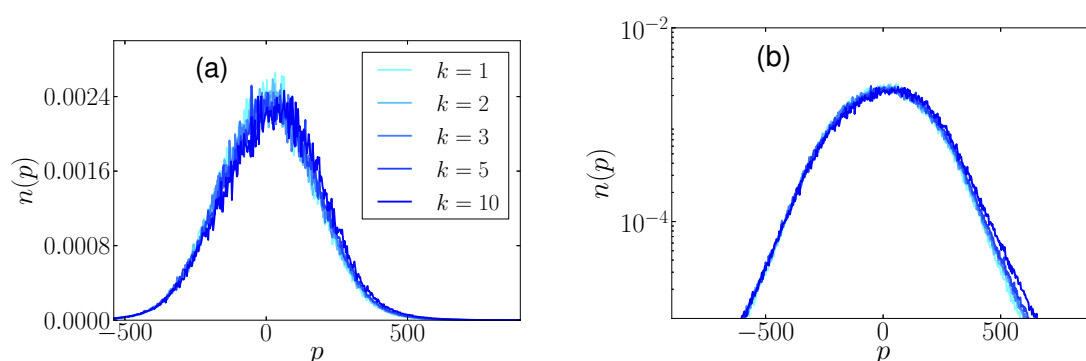 (a)
k = 1
k = 2
k = 3
k = 5
k = 10
0.0024
0.0016
0.0008
0.0000
n(p)
−500
0
500
p
(b)
10^{-2}
10^{-4}
n(p)
−500
0
500
p